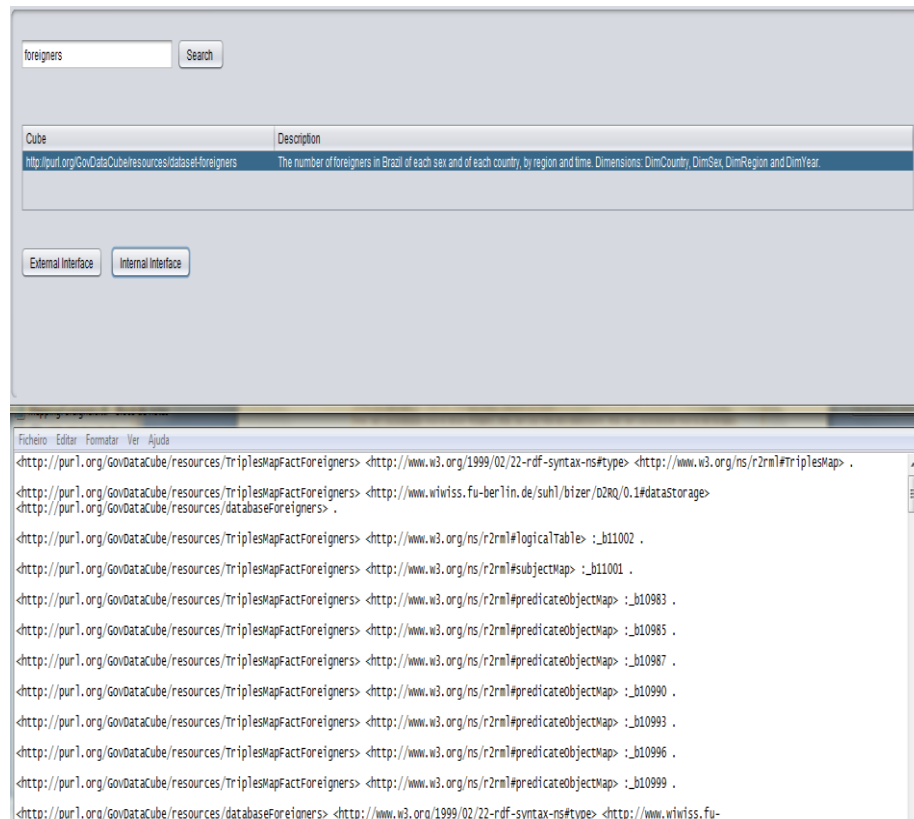 foreigners Search
Cube Description
http://purl.org/GovDataCube/resources/dataset-foreigners The number of foreigners in Brazil of each sex and of each country, by region and time. Dimensions: DimCountry, DimSex, DimRegion and DimYear.
External Interface Internal Interface
Ficheiro Editar Formatar Ver Ajuda
<http://purl.org/GovDataCube/resources/TriplesMapFactForeigners> <http://www.w3.org/1999/02/22-rdf-syntax-ns#type> <http://www.w3.org/ns/r2rml#TriplesMap> .
<http://purl.org/GovDataCube/resources/TriplesMapFactForeigners> <http://www.wiwiss.fu-berlin.de/suhl/bizer/D2RQ/0.1#dataStorage>
<http://purl.org/GovDataCube/resources/databaseForeigners> .
<http://purl.org/GovDataCube/resources/TriplesMapFactForeigners> <http://www.w3.org/ns/r2rml#logicalTable> :_b11002 .
<http://purl.org/GovDataCube/resources/TriplesMapFactForeigners> <http://www.w3.org/ns/r2rml#subjectMap> :_b11001 .
<http://purl.org/GovDataCube/resources/TriplesMapFactForeigners> <http://www.w3.org/ns/r2rml#predicateObjectMap> :_b10983 .
<http://purl.org/GovDataCube/resources/TriplesMapFactForeigners> <http://www.w3.org/ns/r2rml#predicateObjectMap> :_b10985 .
<http://purl.org/GovDataCube/resources/TriplesMapFactForeigners> <http://www.w3.org/ns/r2rml#predicateObjectMap> :_b10987 .
<http://purl.org/GovDataCube/resources/TriplesMapFactForeigners> <http://www.w3.org/ns/r2rml#predicateObjectMap> :_b10990 .
<http://purl.org/GovDataCube/resources/TriplesMapFactForeigners> <http://www.w3.org/ns/r2rml#predicateObjectMap> :_b10993 .
<http://purl.org/GovDataCube/resources/TriplesMapFactForeigners> <http://www.w3.org/ns/r2rml#predicateObjectMap> :_b10996 .
<http://purl.org/GovDataCube/resources/TriplesMapFactForeigners> <http://www.w3.org/ns/r2rml#predicateObjectMap> :_b10999 .
<http://purl.org/GovDataCube/resources/databaseForeigners> <http://www.w3.org/1999/02/22-rdf-syntax-ns#type> <http://www.wiwiss.fu-